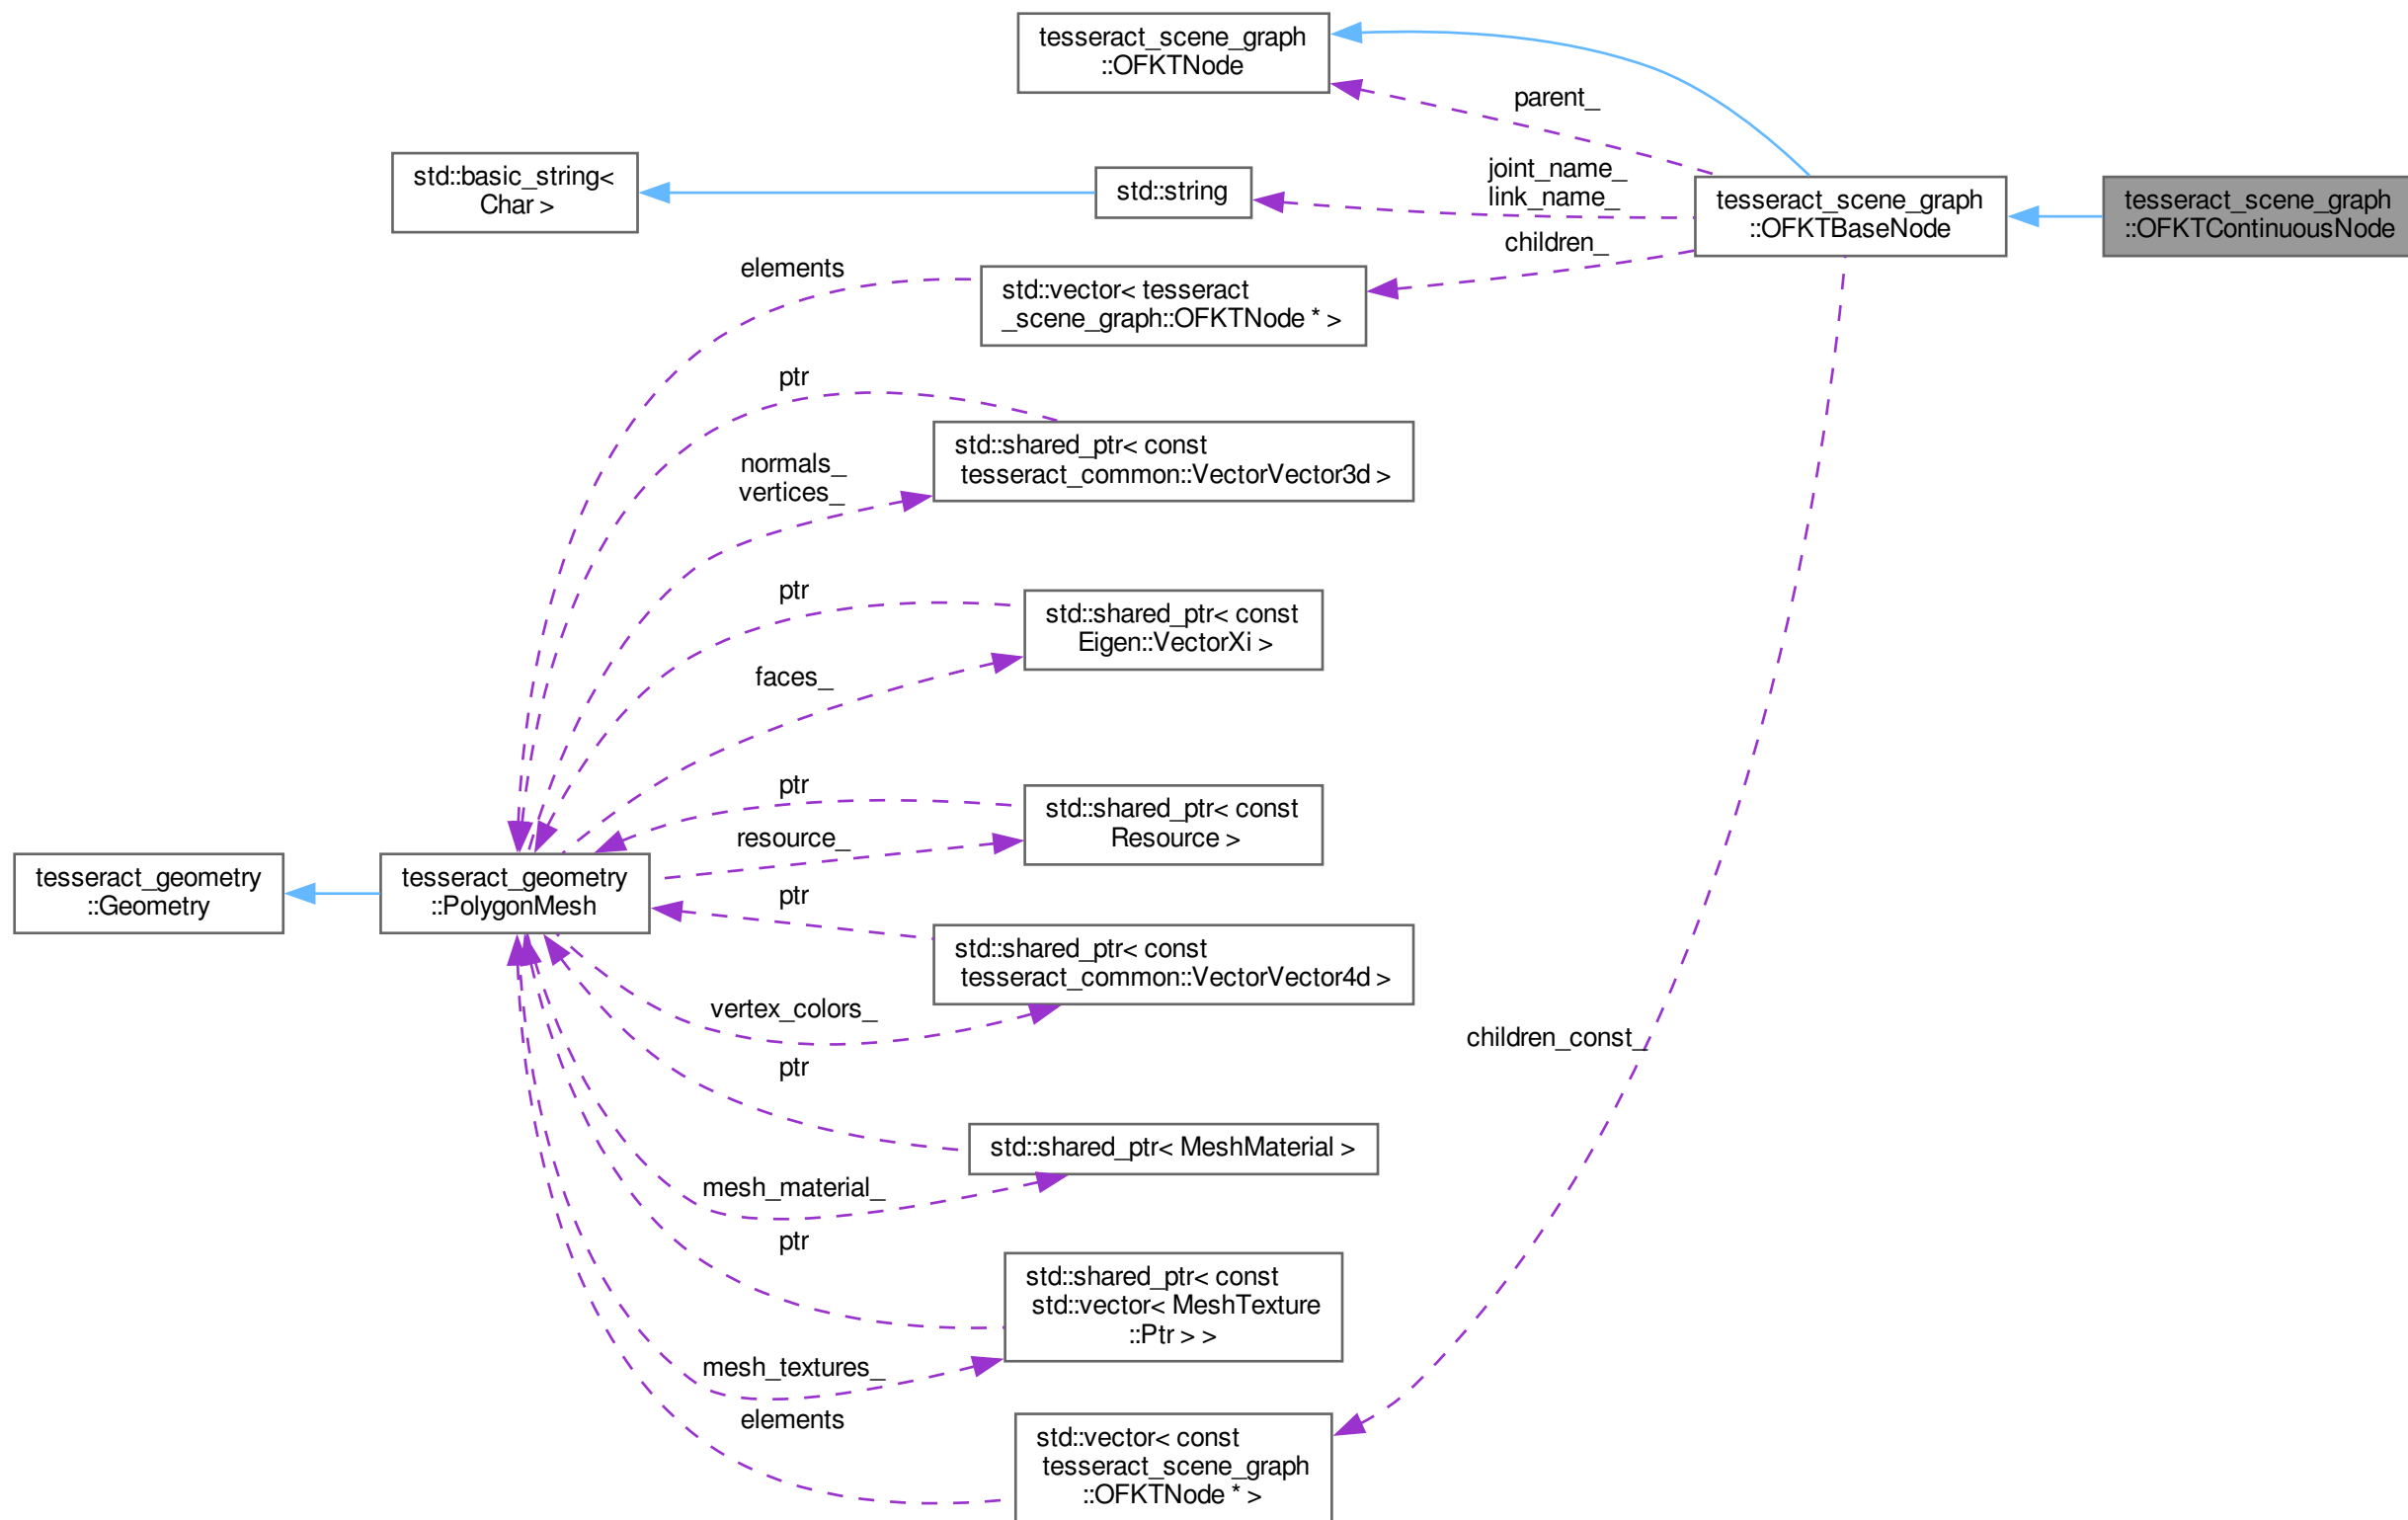 tesseract_scene_graph
::OFKTNode
parent_
std::basic_string<
Char >
std::string
joint_name_
link_name_
tesseract_scene_graph
::OFKTBaseNode
tesseract_scene_graph
::OFKTContinuousNode
children_
elements
std::vector< tesseract
_scene_graph::OFKTNode * >
ptr
std::shared_ptr< const
tesseract_common::VectorVector3d >
normals_
vertices_
ptr
std::shared_ptr< const
Eigen::VectorXi >
faces_
ptr
std::shared_ptr< const
Resource >
resource_
tesseract_geometry
::Geometry
tesseract_geometry
::PolygonMesh
ptr
std::shared_ptr< const
tesseract_common::VectorVector4d >
vertex_colors_
children_const_
ptr
std::shared_ptr< MeshMaterial >
mesh_material_
ptr
std::shared_ptr< const
std::vector< MeshTexture
::Ptr > >
mesh_textures_
elements
std::vector< const
tesseract_scene_graph
::OFKTNode * >